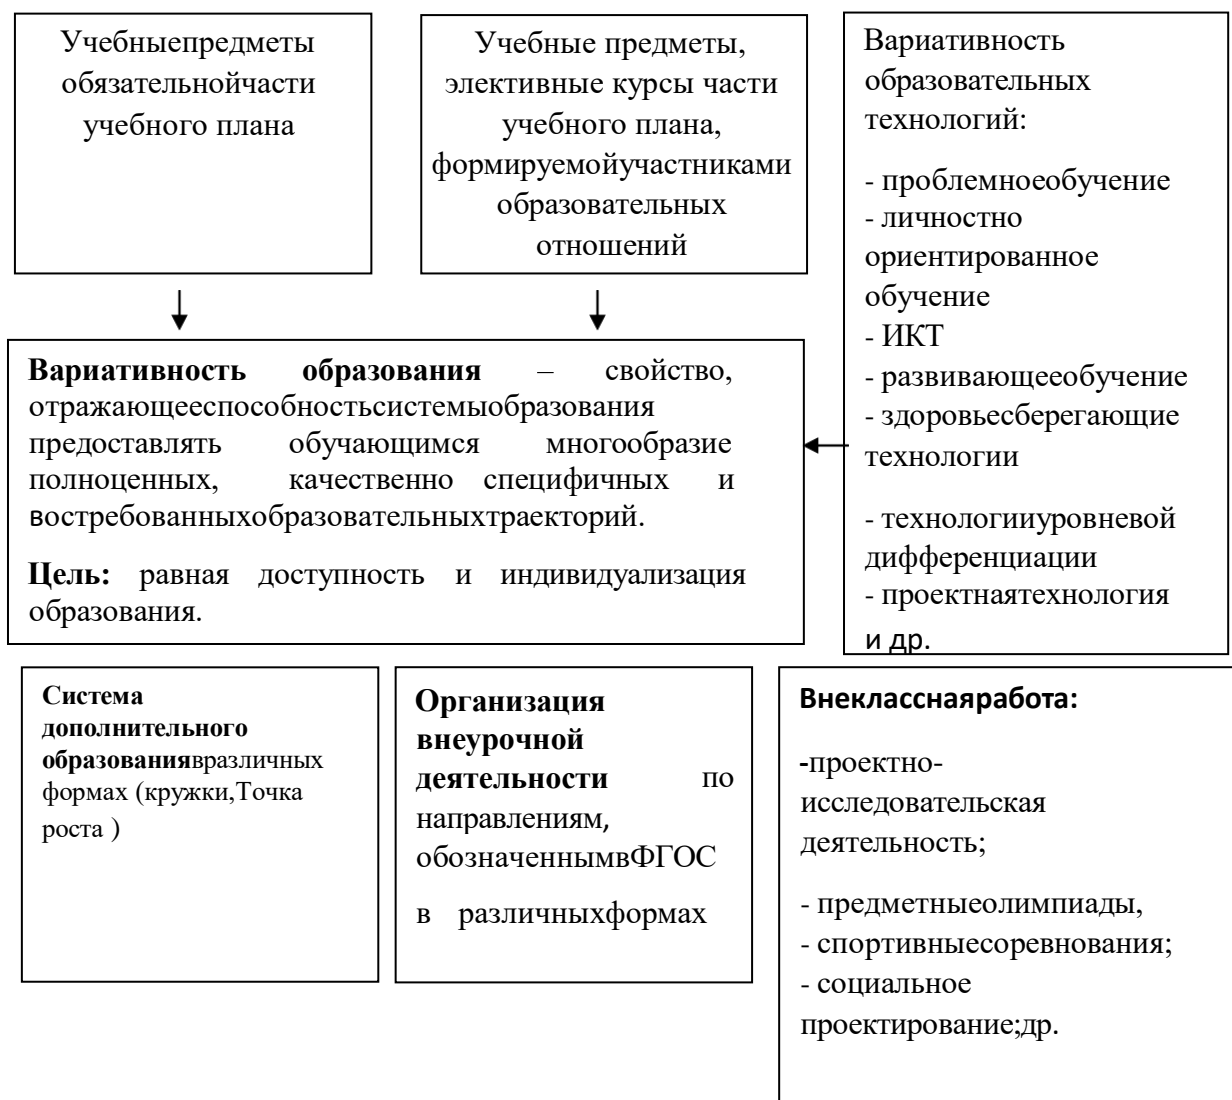 Учебныепредметы
обязательнойчасти
учебного плана
Учебные предметы,
элективные курсы части
учебного плана,
формируемойучастниками
образовательных
отношений
Вариативность
образовательных
технологий:
- проблемноеобучение
- личностно
ориентированное
обучение
- ИКТ
- развивающееобучение
- здоровьесберегающие
технологии
- технологииуровневой
дифференциации
- проектнаятехнология
и др.
Вариативность образования – свойство,
отражающееспособностьсистемыобразования
предоставлять обучающимся многообразие
полноценных, качественно специфичных и
востребованныхобразовательныхтраекторий.
Цель: равная доступность и индивидуализация
образования.
Система
дополнительного
образованиявразличных
формах (кружки,Точка
роста )
Организация
внеурочной
деятельности по
направлениям,
обозначеннымвФГОС
в различныхформах
Внекласснаяработа:
-проектно-
исследовательская
деятельность;
- предметныеолимпиады,
- спортивныесоревнования;
- социальное
проектирование;др.